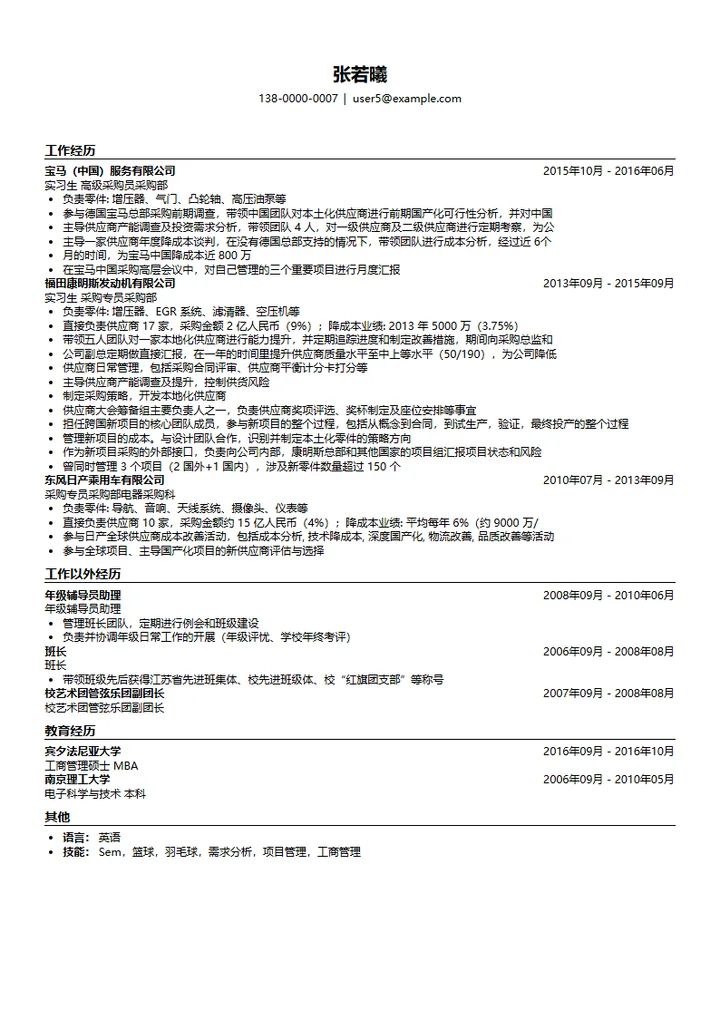 张若曦
138-0000-0007 | user5@example.com
工作经历
宝马（中国）服务有限公司 2015年10月 - 2016年06月
实习生 高级采购员采购部
• 负责零件: 增压器、气门、凸轮轴、高压油泵等
• 参与德国宝马总部采购前期调查，带领中国团队对本土化供应商进行前期国产化可行性分析，并对中国
• 主导供应商产能调查及投资需求分析，带领团队 4 人，对一级供应商及二级供应商进行定期考察，为公
• 主导一家供应商年度降成本谈判，在没有德国总部支持的情况下，带领团队进行成本分析，经过近 6个
• 月的时间，为宝马中国降成本近 800 万
• 在宝马中国采购高层会议中，对自己管理的三个重要项目进行月度汇报
福田康明斯发动机有限公司 2013年09月 - 2015年09月
实习生 采购专员采购部
• 负责零件: 增压器、EGR 系统、滤清器、空压机等
• 直接负责供应商 17 家，采购金额 2 亿人民币（9%）；降成本业绩: 2013 年 5000 万（3.75%）
• 带领五人团队对一家本地化供应商进行能力提升，并定期追踪进度和制定改善措施，期间向采购总监和
• 公司副总定期做直接汇报，在一年的时间里提升供应商质量水平至中上等水平（50/190），为公司降低
• 供应商日常管理，包括采购合同评审、供应商平衡计分卡打分等
• 主导供应商产能调查及提升，控制供货风险
• 制定采购策略，开发本地化供应商
• 供应商大会筹备组主要负责人之一，负责供应商奖项评选、奖杯制定及座位安排等事宜
• 担任跨国新项目的核心团队成员，参与新项目的整个过程，包括从概念到合同，到试生产，验证，最终投产的整个过程
• 管理新项目的成本。与设计团队合作，识别并制定本土化零件的策略方向
• 作为新项目采购的外部接口，负责向公司内部，康明斯总部和其他国家的项目组汇报项目状态和风险
• 曾同时管理 3 个项目（2 国外+1 国内），涉及新零件数量超过 150 个
东风日产乘用车有限公司 2010年07月 - 2013年09月
采购专员采购部电器采购科
• 负责零件: 导航、音响、天线系统、摄像头、仪表等
• 直接负责供应商 10 家，采购金额约 15 亿人民币（4%）；降成本业绩: 平均每年 6%（约 9000 万/
• 参与日产全球供应商成本改善活动，包括成本分析, 技术降成本, 深度国产化, 物流改善, 品质改善等活动
• 参与全球项目、主导国产化项目的新供应商评估与选择
工作以外经历
年级辅导员助理 2008年09月 - 2010年06月
年级辅导员助理
• 管理班长团队，定期进行例会和班级建设
• 负责并协调年级日常工作的开展（年级评优、学校年终考评）
班长 2006年09月 - 2008年08月
班长
• 带领班级先后获得江苏省先进班集体、校先进班级体、校“红旗团支部”等称号
校艺术团管弦乐团副团长 2007年09月 - 2008年08月
校艺术团管弦乐团副团长
教育经历
宾夕法尼亚大学 2016年09月 - 2016年10月
工商管理硕士 MBA
南京理工大学 2006年09月 - 2010年05月
电子科学与技术 本科
其他
• 语言： 英语
• 技能： Sem，篮球，羽毛球，需求分析，项目管理，工商管理